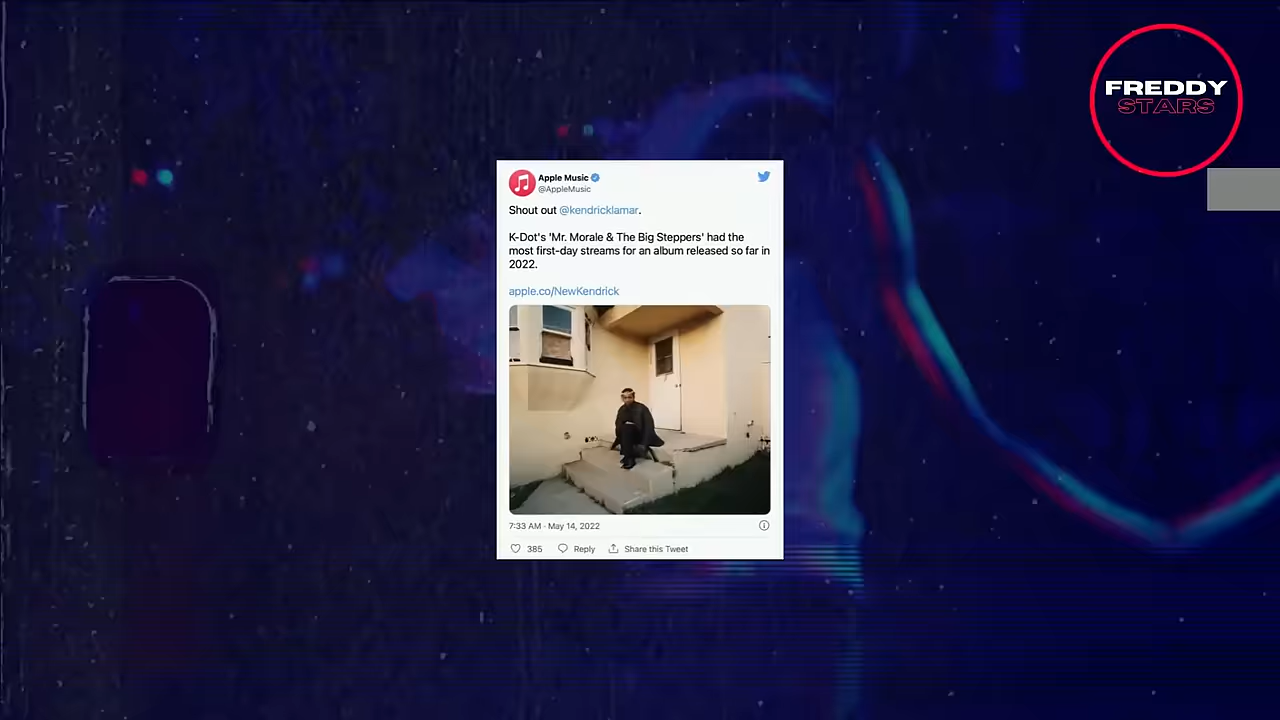 FREDDY
STARS
Apple Music
@AppleMusic
Shout out @kendricklamar.
K-Dot's 'Mr. Morale & The Big Steppers' had the
most first-day streams for an album released so far in
2022.
apple.co/NewKendrick
7:33 AM · May 14, 2022
385 Reply Share this Tweet